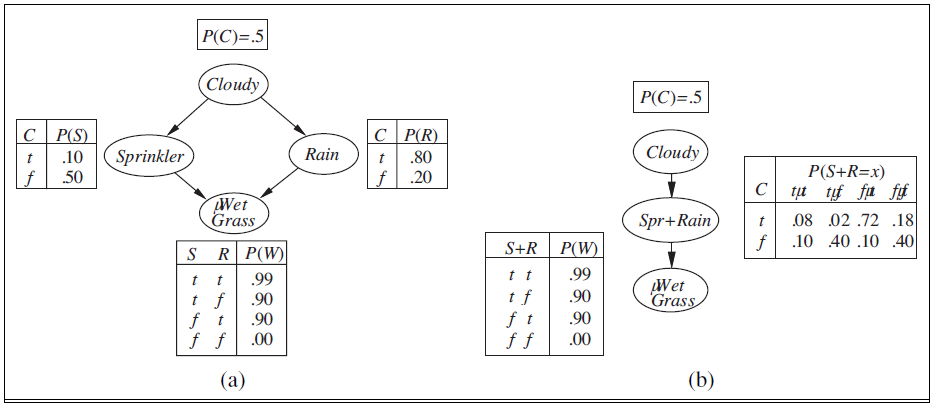 P(C)=.5
Cloudy
C P(S)
t .10
f .50
Sprinkler
Rain
C P(R)
t .80
f .20
Wet
Grass
S R P(W)
t t .99
t f .90
f t .90
f f .00
(a)
P(C)=.5
Cloudy
Spr+Rain
Wet
Grass
C P(S+R=x)
t .08 .02 .72 .18
f .10 .40 .10 .40
S+R P(W)
t t .99
t f .90
f t .90
f f .00
(b)